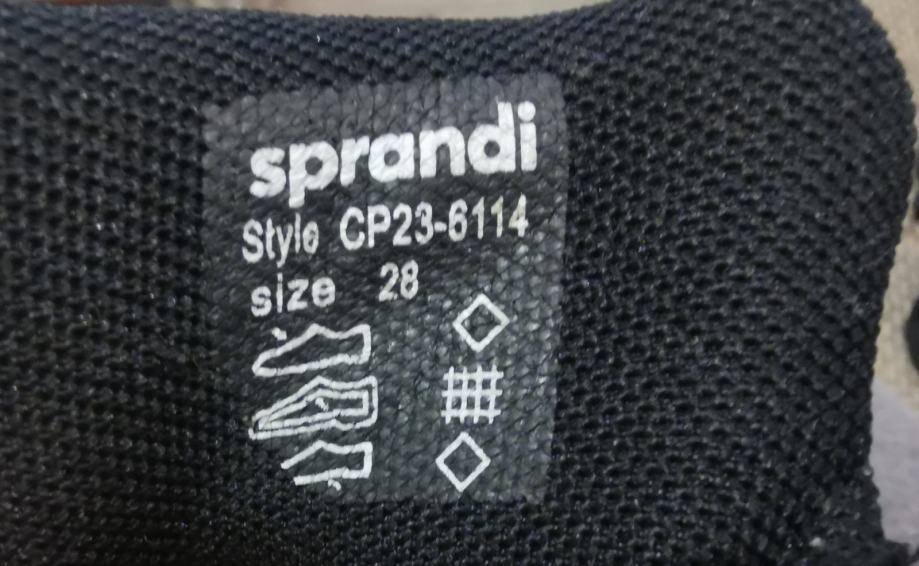 sprandi
Style CP23-6114
size 28